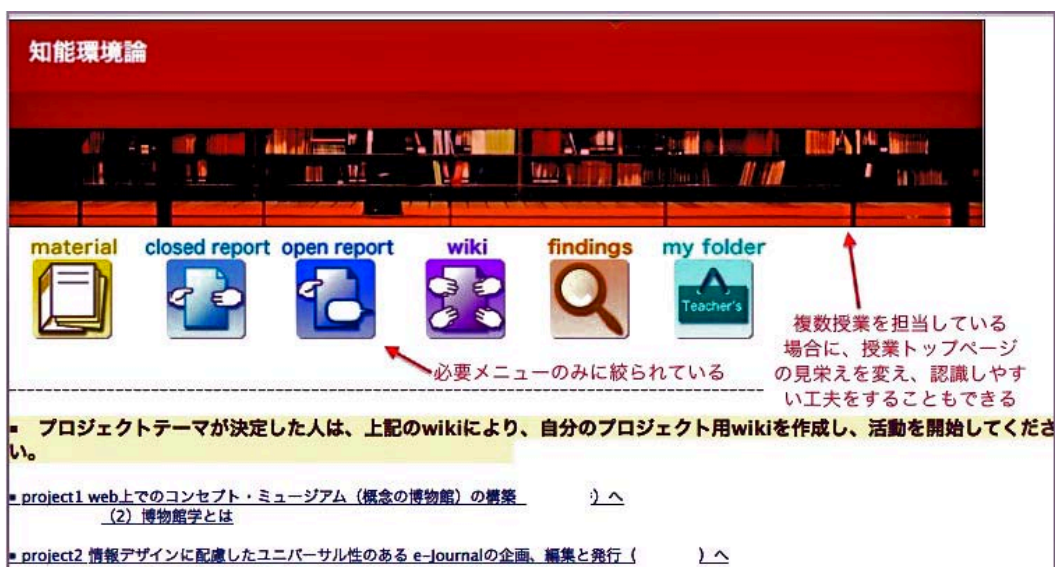 知能環境論
material closed report open report wiki findings my folder
Teacher's
複数授業を担当している
場合に、授業トップページ
の見栄えを変え、認識しやす
い工夫をすることもできる
必要メニューのみに絞られている
▪ プロジェクトテーマが決定した人は、上記のwikiにより、自分のプロジェクト用wikiを作成し、活動を開始してくださ
い。
▪ project1 web上でのコンセプト・ミュージアム（概念の博物館）の構築 ）へ
（2）博物館学とは
▪ project2 情報デザインに配慮したユニバーサル性のある e-Journalの企画、編集と発行（ ）へ